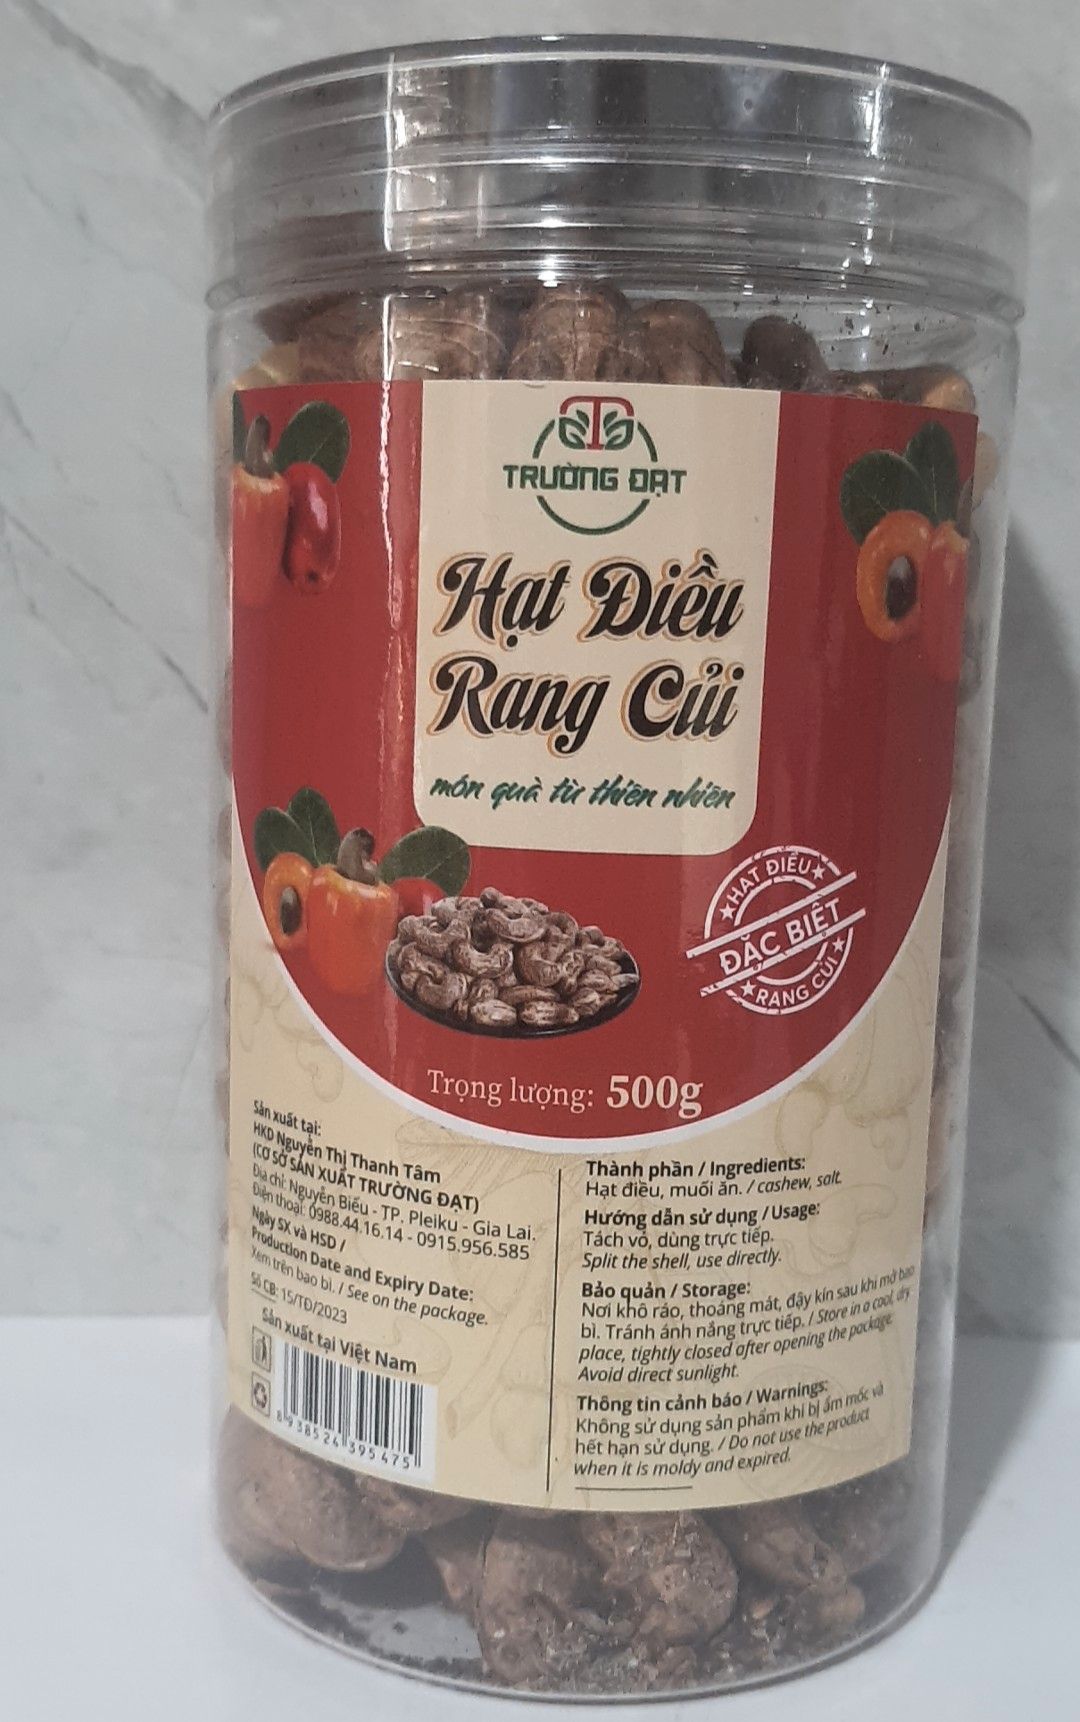 TRƯỜNG ĐẠT
Hạt Điều
Rang Củi
món quà từ thiên nhiên
HẠT ĐIỀU
ĐẶC BIỆT
RANG CỦI
Trọng lượng: 500g
Sản xuất tại:
HKD Nguyễn Thị Thanh Tâm
(CƠ SỞ SẢN XUẤT TRƯỜNG ĐẠT)
Địa chỉ: Nguyễn Biểu - TP. Pleiku - Gia Lai.
Điện thoại: 0988.44.16.14 - 0915.956.585
Ngày SX và HSD /
Production Date and Expiry Date:
Xem trên bao bì. / See on the package.
Số CB: 15/TĐ/2023
Sản xuất tại Việt Nam
8 938524 395475
Thành phần / Ingredients:
Hạt điều, muối ăn. / cashew, salt.
Hướng dẫn sử dụng / Usage:
Tách vỏ, dùng trực tiếp.
Split the shell, use directly.
Bảo quản / Storage:
Nơi khô ráo, thoáng mát, đậy kín sau khi mở bao
bì. Tránh ánh nắng trực tiếp. / Store in a cool, dry
place, tightly closed after opening the package.
Avoid direct sunlight.
Thông tin cảnh báo / Warnings:
Không sử dụng sản phẩm khi bị ẩm mốc và
hết hạn sử dụng. / Do not use the product
when it is moldy and expired.